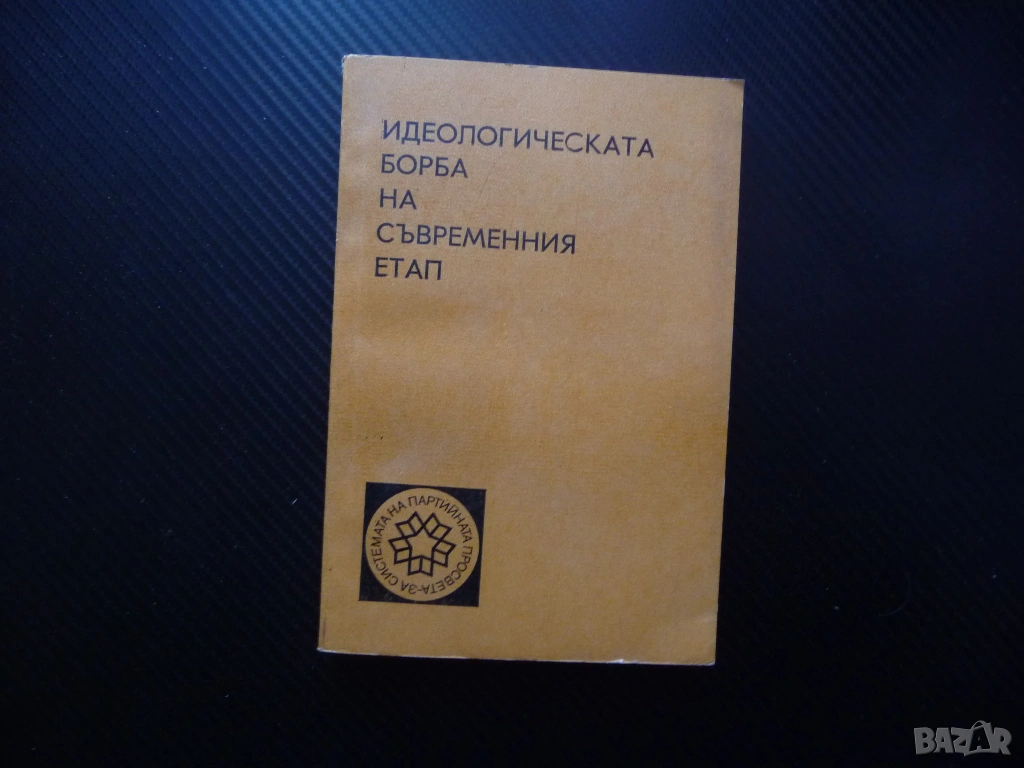 ИДЕОЛОГИЧЕСКАТА
БОРБА
НА
СЪВРЕМЕННИЯ
ЕТАП
ЗА СИСТЕМАТА НА ПАРТИЙНАТА ПРОСВЕТА-
BAZAR